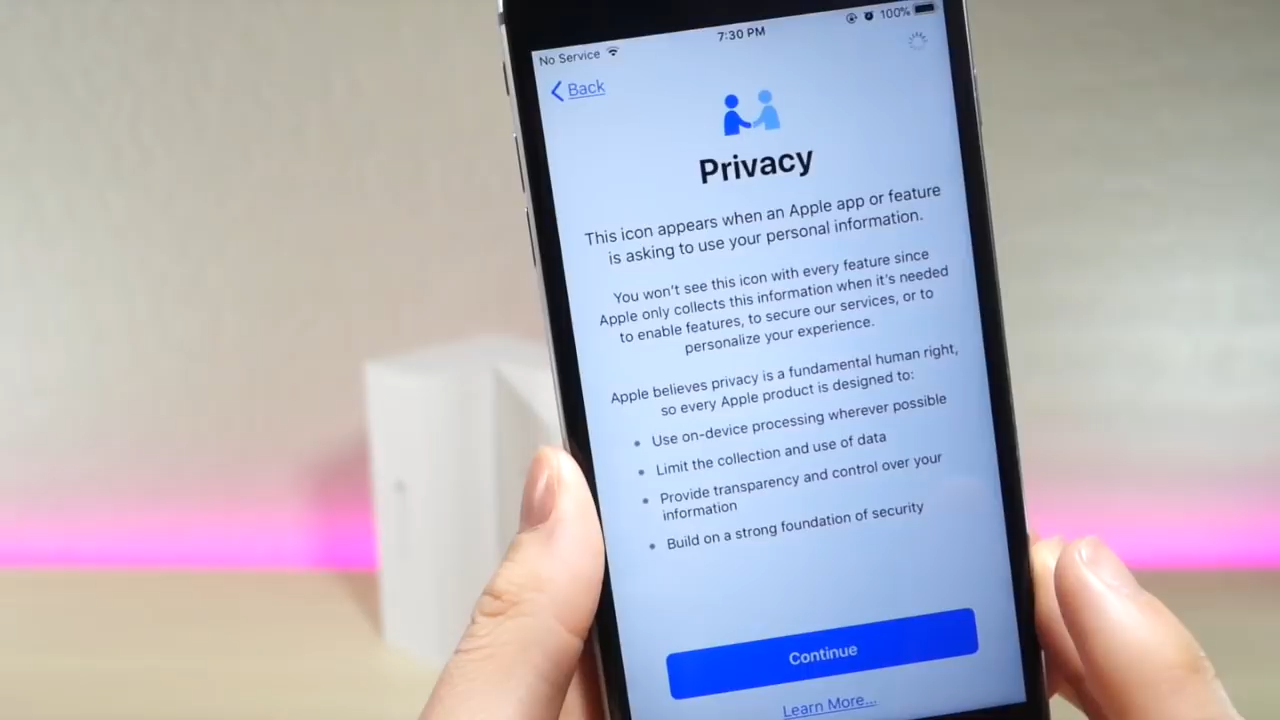 No Service
7:30 PM
100%
Back
Privacy
This icon appears when an Apple app or feature
is asking to use your personal information.
You won't see this icon with every feature since
Apple only collects this information when it's needed
to enable features, to secure our services, or to
personalize your experience.
Apple believes privacy is a fundamental human right,
so every Apple product is designed to:
• Use on-device processing wherever possible
• Limit the collection and use of data
• Provide transparency and control over your
information
• Build on a strong foundation of security
Continue
Learn More...